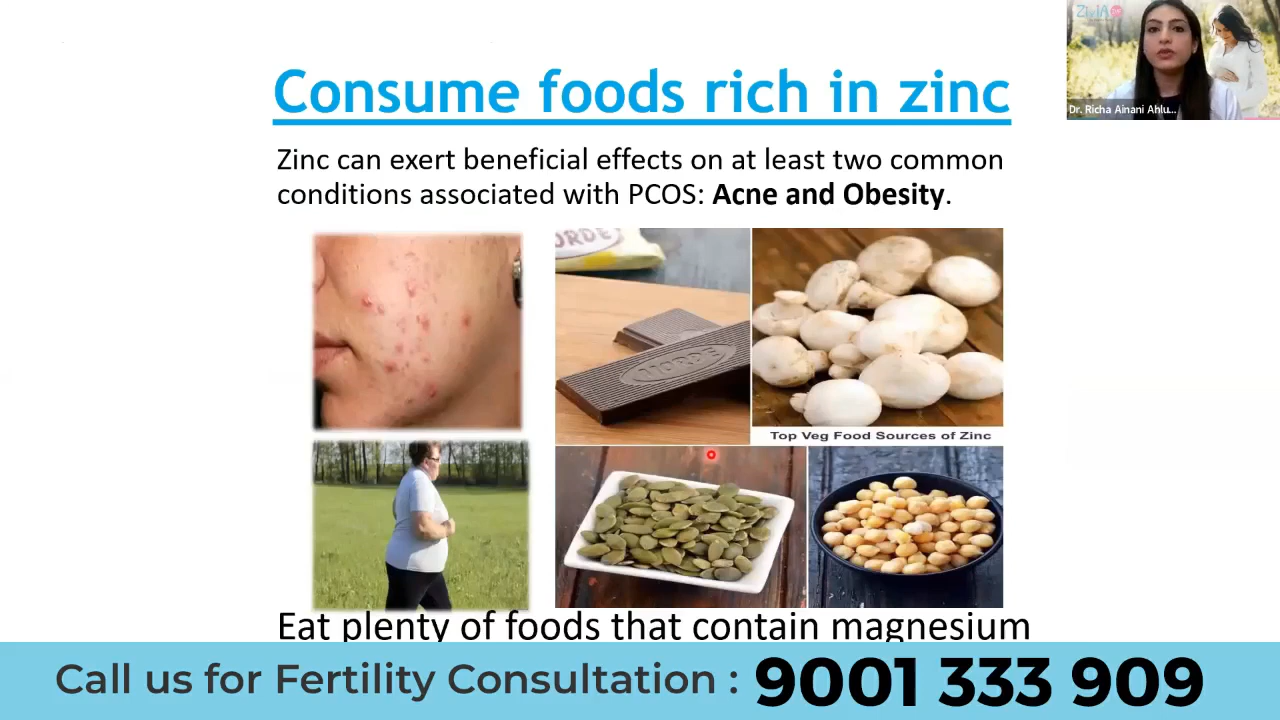 Consume foods rich in zinc
Zinc can exert beneficial effects on at least two common
conditions associated with PCOS: Acne and Obesity.
Dr. Richa Ainani Ahlu...
Top Veg Food Sources of Zinc
Eat plenty of foods that contain magnesium
Call us for Fertility Consultation : 9001 333 909